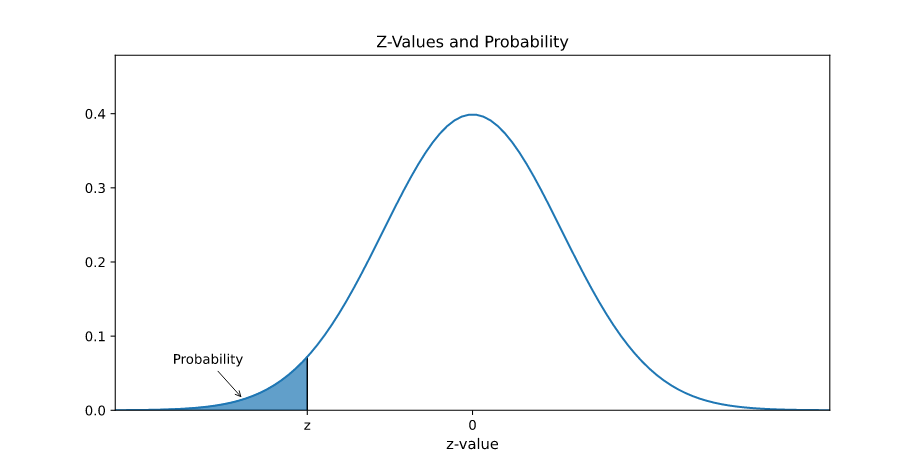 Z-Values and Probability
0.4
0.3
0.2
0.1
0.0
Probability
z
0
z-value